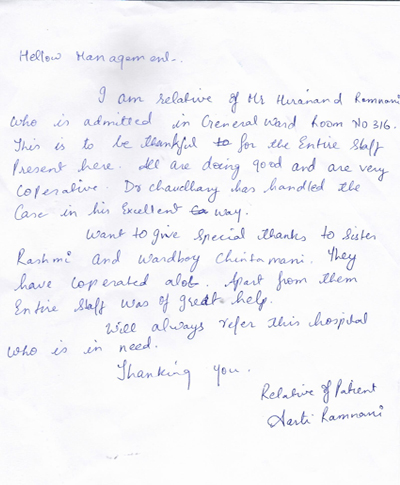 Hellow Management..
I am relative of Mr Hiranand Ramnani
who is admitted in General Ward Room No 316.
This is to be thankful to for the Entire Staff
Present here. All are doing good and are very
Coperative. Dr Chaudhary has handled the
Case in his Excellent way.
Want to give special thanks to Sister
Rashmi and Wardboy Chintamani. They
have coperated alot. Apart from them
Entire Staff was of great help.
Will always refer this hospital
who is in need.
Thanking you.
Relative of Patient
Aarti Ramnani